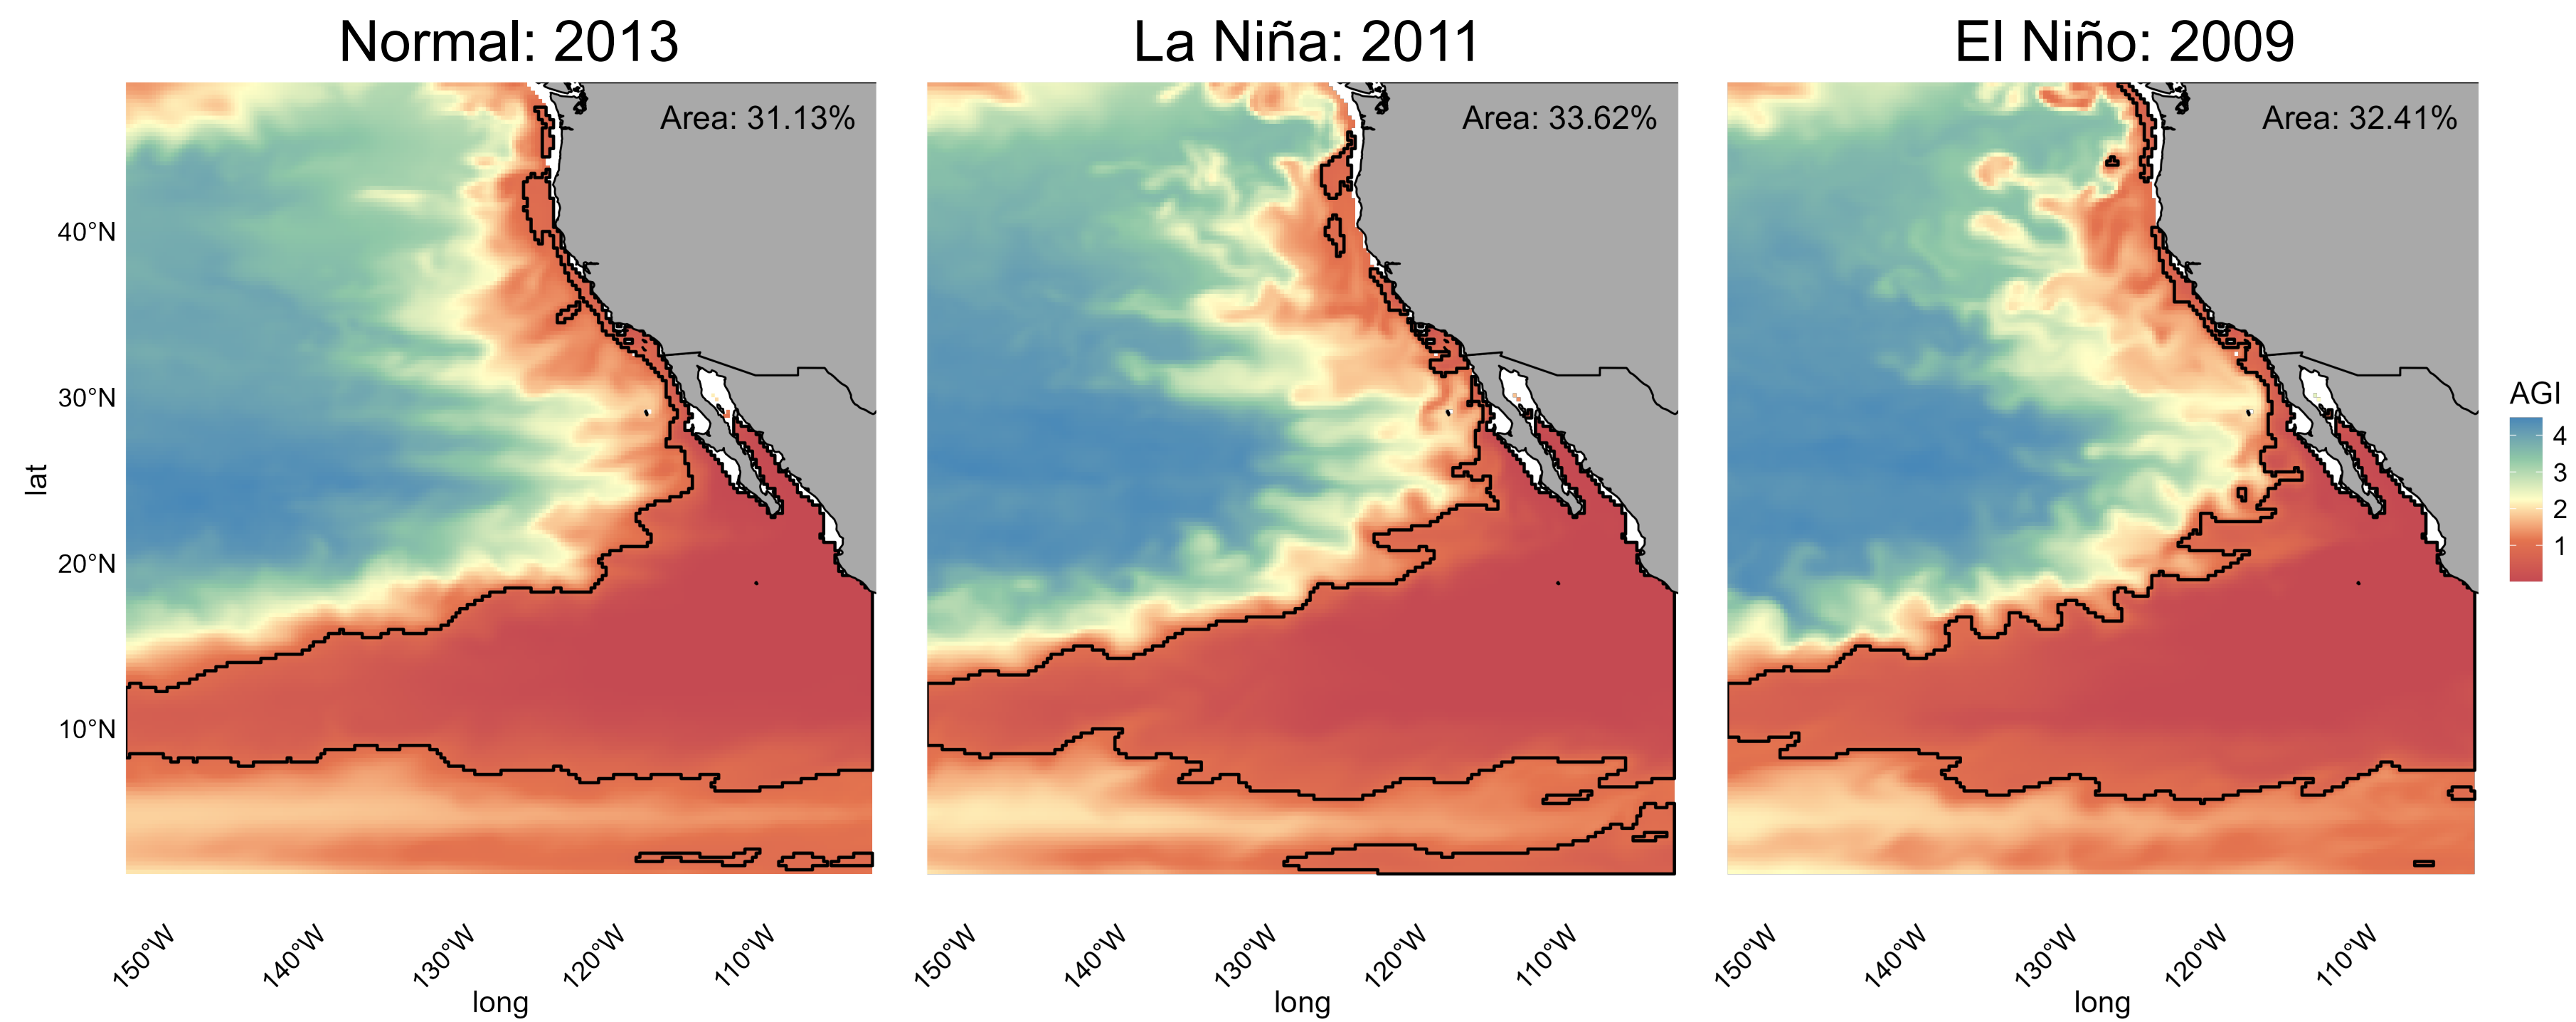 Normal: 2013
La Niña: 2011
El Niño: 2009
Area: 31.13%
Area: 33.62%
Area: 32.41%
lat
40°N
30°N
20°N
10°N
150°W
140°W
130°W
120°W
110°W
long
150°W
140°W
130°W
120°W
110°W
long
150°W
140°W
130°W
120°W
110°W
long
AGI
4
3
2
1